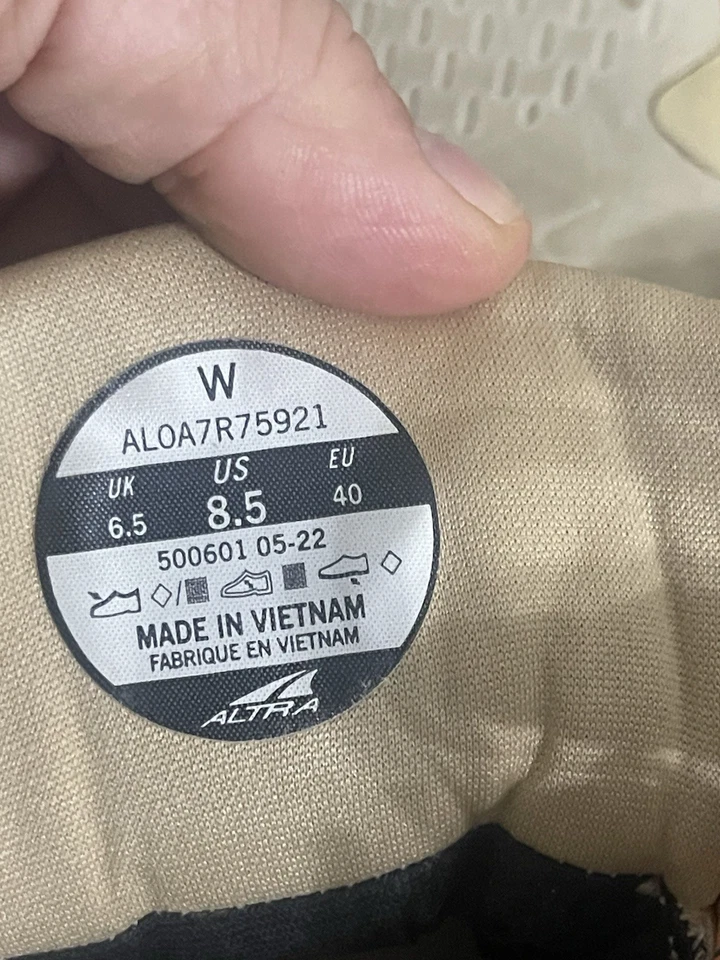 W
AL0A7R75921
UK US EU
6.5 8.5 40
500601 05-22
MADE IN VIETNAM
FABRIQUE EN VIETNAM
ALTRA